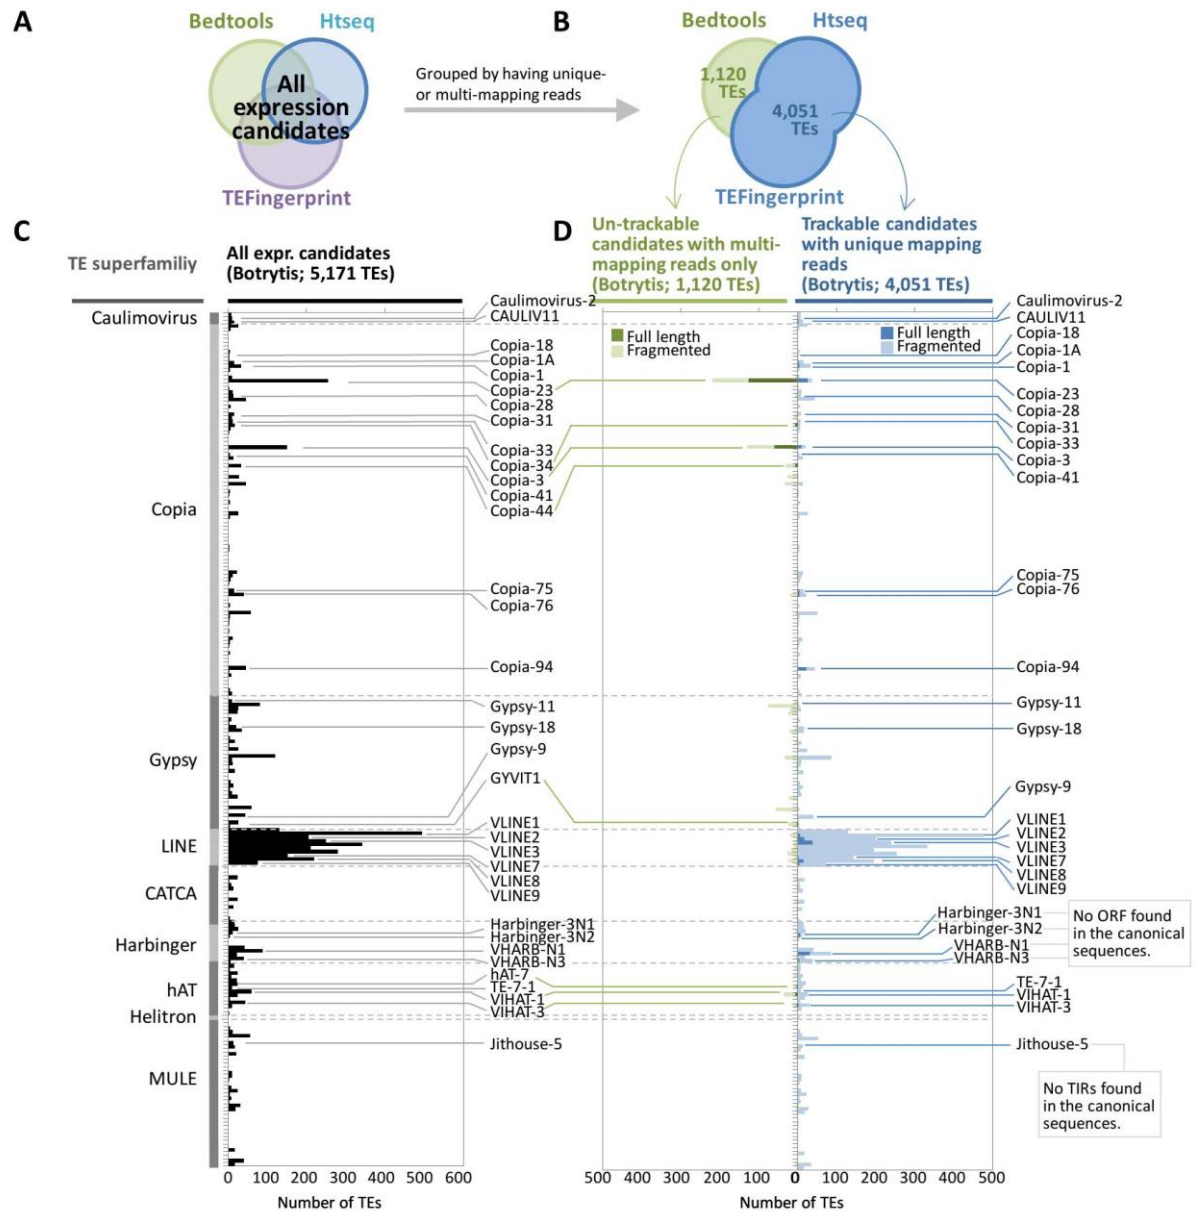 A
Bedtools Htseq
All
expression
candidates
TEFingerprint
Grouped by having unique-
or multi-mapping reads
B
Bedtools Htseq
1,120
TEs
4,051
TEs
TEFingerprint
C
TE superfamiliy
All expr. candidates
(Botrytis; 5,171 TEs)
D
Un-trackable
candidates with multi-
mapping reads only
(Botrytis; 1,120 TEs)
Trackable candidates
with unique mapping
reads
(Botrytis; 4,051 TEs)
Caulimovirus
Copia
Gypsy
LINE
CATCA
Harbinger
hAT
Helitron
MULE
Caulimovirus-2
CAULIV11
Copia-18
Copia-1A
Copia-1
Copia-23
Copia-28
Copia-31
Copia-33
Copia-34
Copia-3
Copia-41
Copia-44
Copia-75
Copia-76
Copia-94
Gypsy-11
Gypsy-18
Gypsy-9
GYVIT1
VLINE1
VLINE2
VLINE3
VLINE7
VLINE8
VLINE9
Harbinger-3N1
Harbinger-3N2
VHARB-N1
VHARB-N3
hAT-7
TE-7-1
VIHAT-1
VIHAT-3
Jithouse-5
0 100 200 300 400 500 600
Number of TEs
Full length
Fragmented
Full length
Fragmented
Caulimovirus-2
CAULIV11
Copia-18
Copia-1A
Copia-1
Copia-23
Copia-28
Copia-31
Copia-33
Copia-3
Copia-41
Copia-75
Copia-76
Copia-94
Gypsy-11
Gypsy-18
Gypsy-9
VLINE1
VLINE2
VLINE3
VLINE7
VLINE8
VLINE9
Harbinger-3N1
Harbinger-3N2
VHARB-N1
VHARB-N3
No ORF found
in the canonical
sequences.
TE-7-1
VIHAT-1
VIHAT-3
Jithouse-5
No TIRs found
in the canonical
sequences.
500 400 300 200 100 0 100 200 300 400 500
Number of TEs